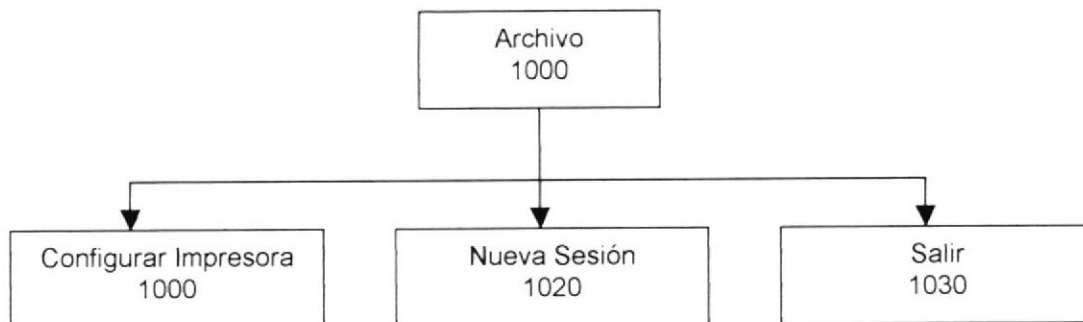 Archivo
1000
Configurar Impresora
1000
Nueva Sesión
1020
Salir
1030